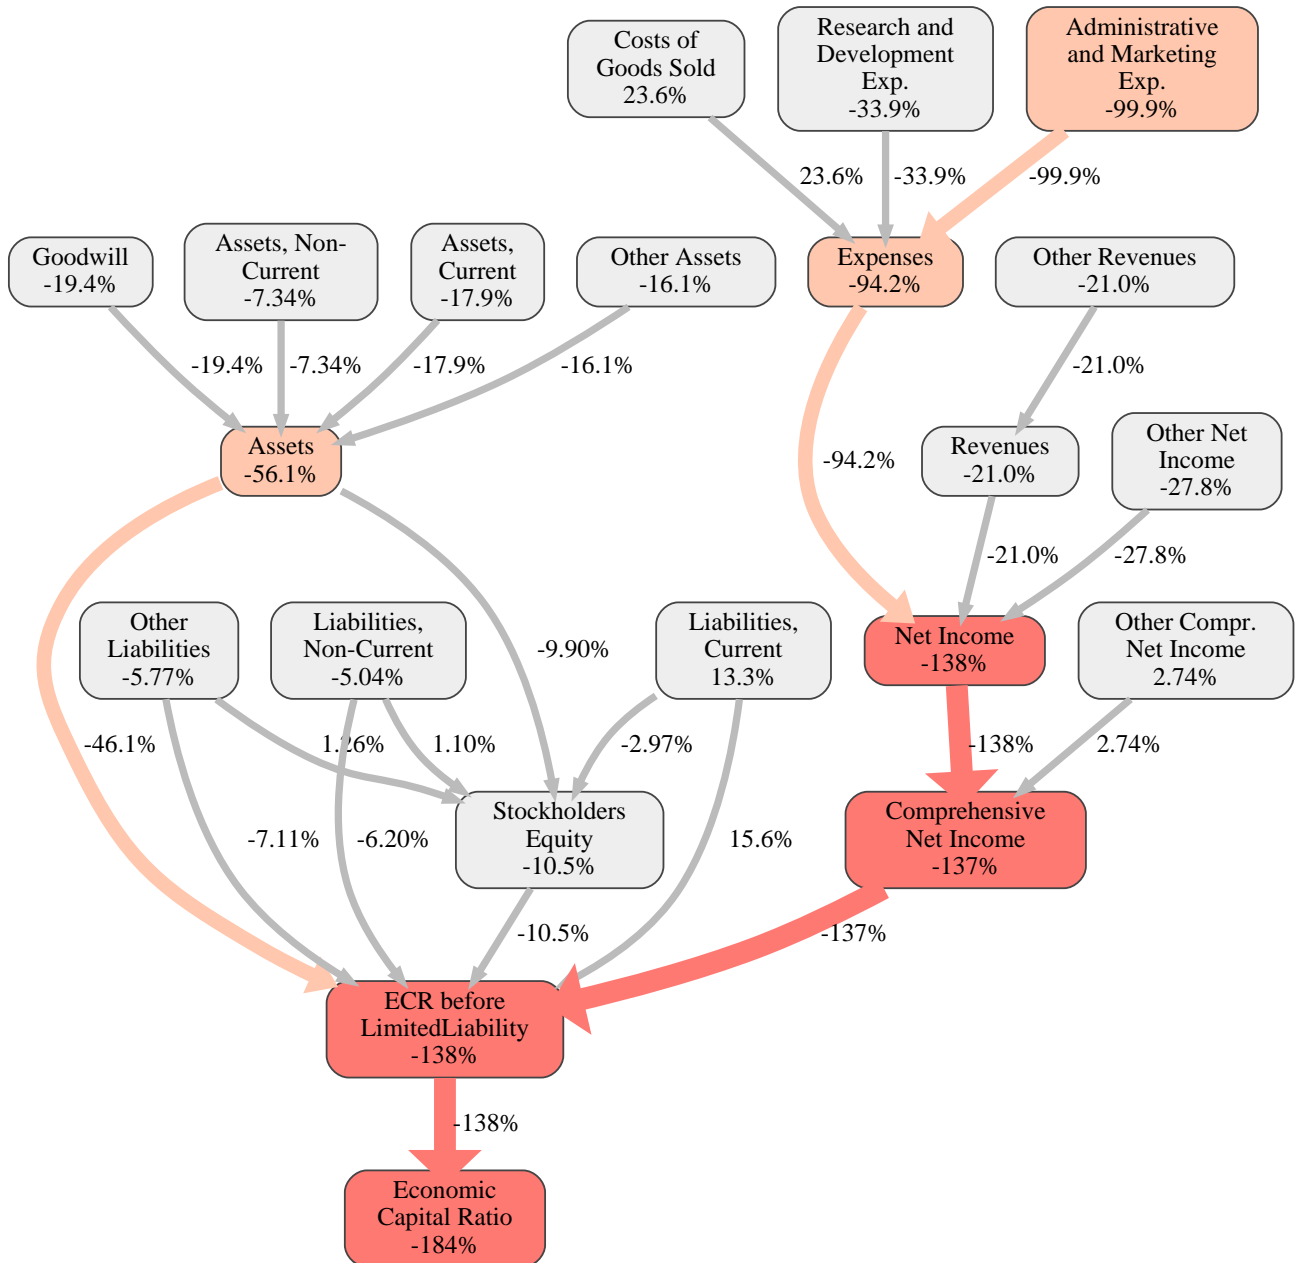 Costs of
Goods Sold
23.6%
Research and
Development
Exp.
-33.9%
Administrative
and Marketing
Exp.
-99.9%
23.6%
-33.9%
-99.9%
Goodwill
-19.4%
Assets, Non-
Current
-7.34%
Assets,
Current
-17.9%
Other Assets
-16.1%
Expenses
-94.2%
Other Revenues
-21.0%
-19.4%
-7.34%
-17.9%
-16.1%
-21.0%
Assets
-56.1%
-94.2%
Revenues
-21.0%
Other Net
Income
-27.8%
-21.0%
-27.8%
Other
Liabilities
-5.77%
Liabilities,
Non-Current
-5.04%
-9.90%
Liabilities,
Current
13.3%
Net Income
-138%
Other Compr.
Net Income
2.74%
-46.1%
1.26%
1.10%
-2.97%
-138%
2.74%
-7.11%
-6.20%
Stockholders
Equity
-10.5%
15.6%
Comprehensive
Net Income
-137%
-10.5%
-137%
ECR before
LimitedLiability
-138%
-138%
Economic
Capital Ratio
-184%